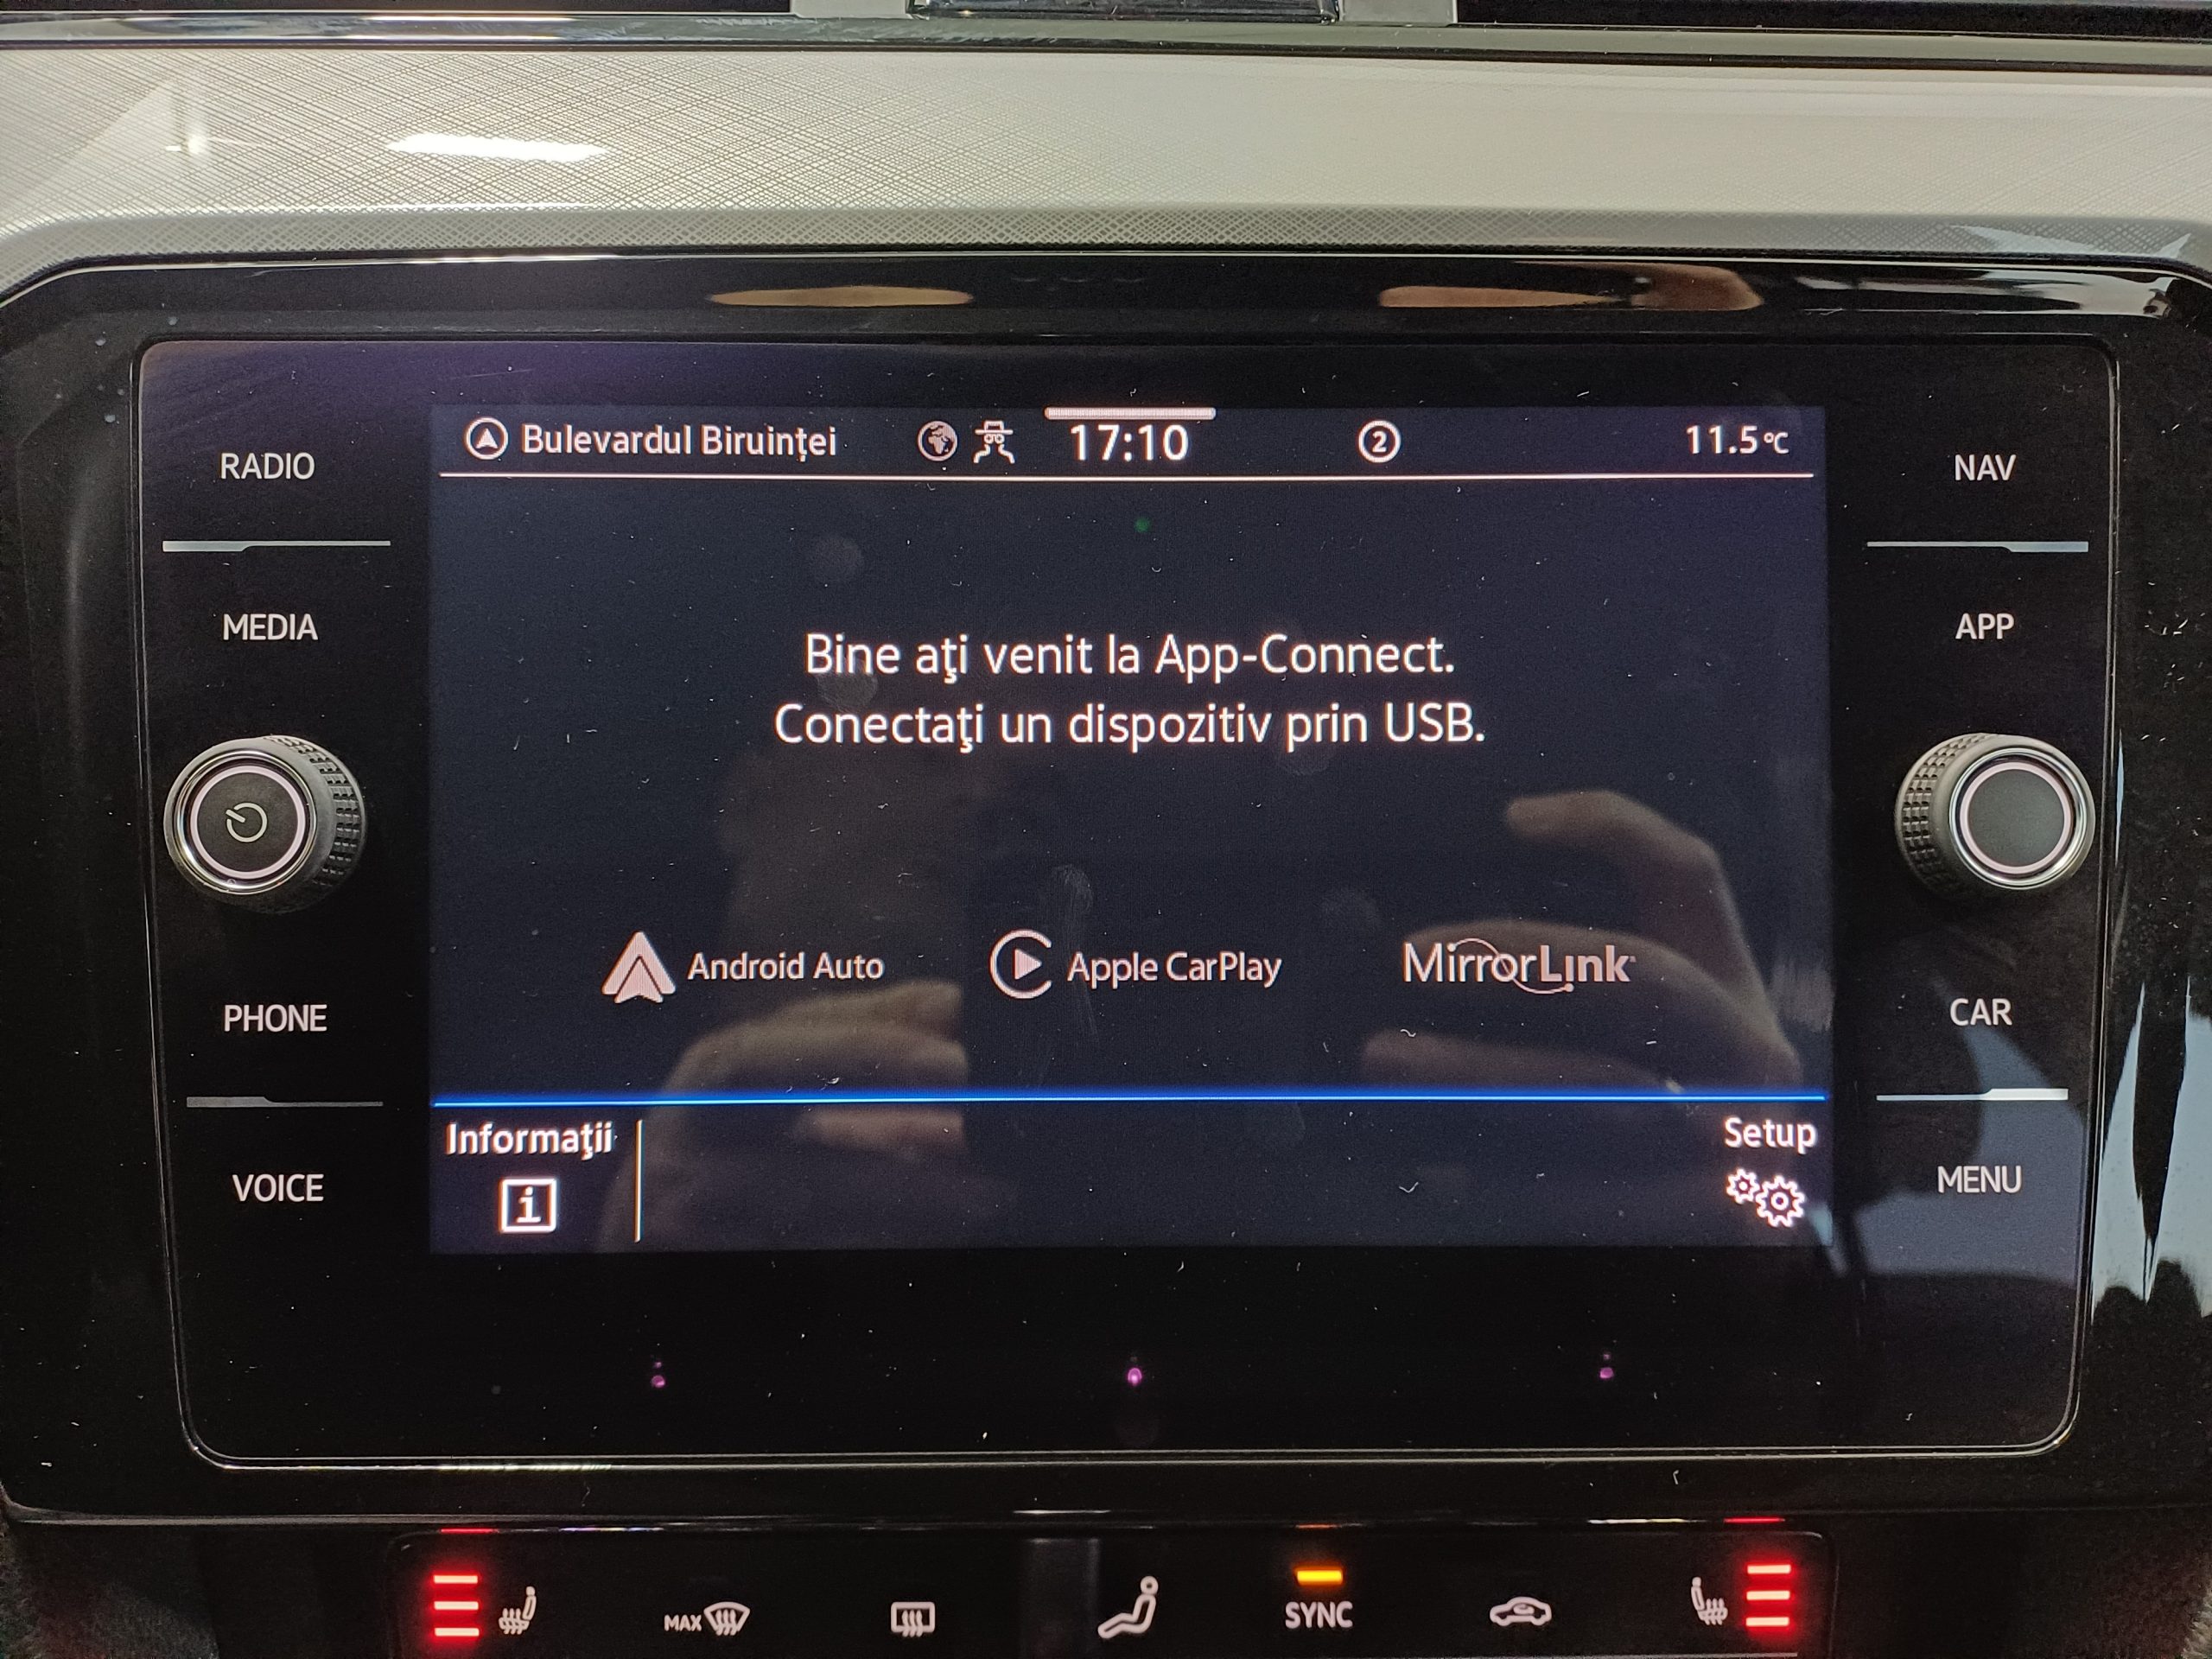 Bulevardul Biruinței 17:10 2 11.5°C
RADIO
NAV
MEDIA
APP
Bine aţi venit la App-Connect.
Conectaţi un dispozitiv prin USB.
Android Auto Apple CarPlay MirrorLink
PHONE
CAR
Informaţii
Setup
VOICE
MENU
MAX
SYNC